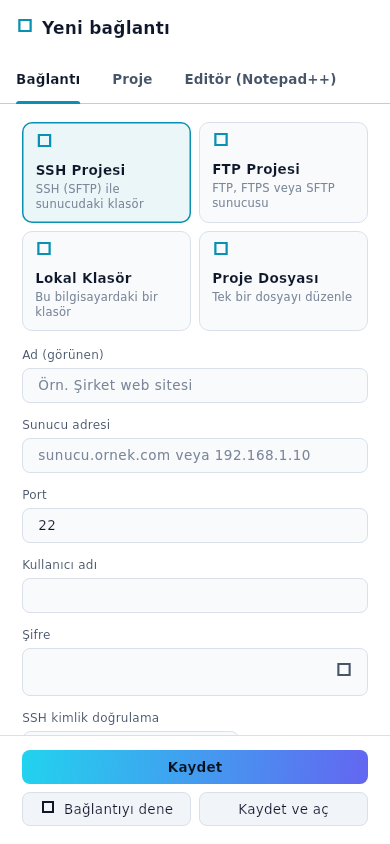 Yeni bağlantı
Bağlantı Proje Editör (Notepad++)
SSH Projesi
SSH (SFTP) ile
sunucudaki klasör
FTP Projesi
FTP, FTPS veya SFTP
sunucusu
Lokal Klasör
Bu bilgisayardaki bir
klasör
Proje Dosyası
Tek bir dosyayı düzenle
Ad (görünen)
Örn. Şirket web sitesi
Sunucu adresi
sunucu.ornek.com veya 192.168.1.10
Port
22
Kullanıcı adı
Şifre
SSH kimlik doğrulama
Kaydet
Bağlantıyı dene
Kaydet ve aç